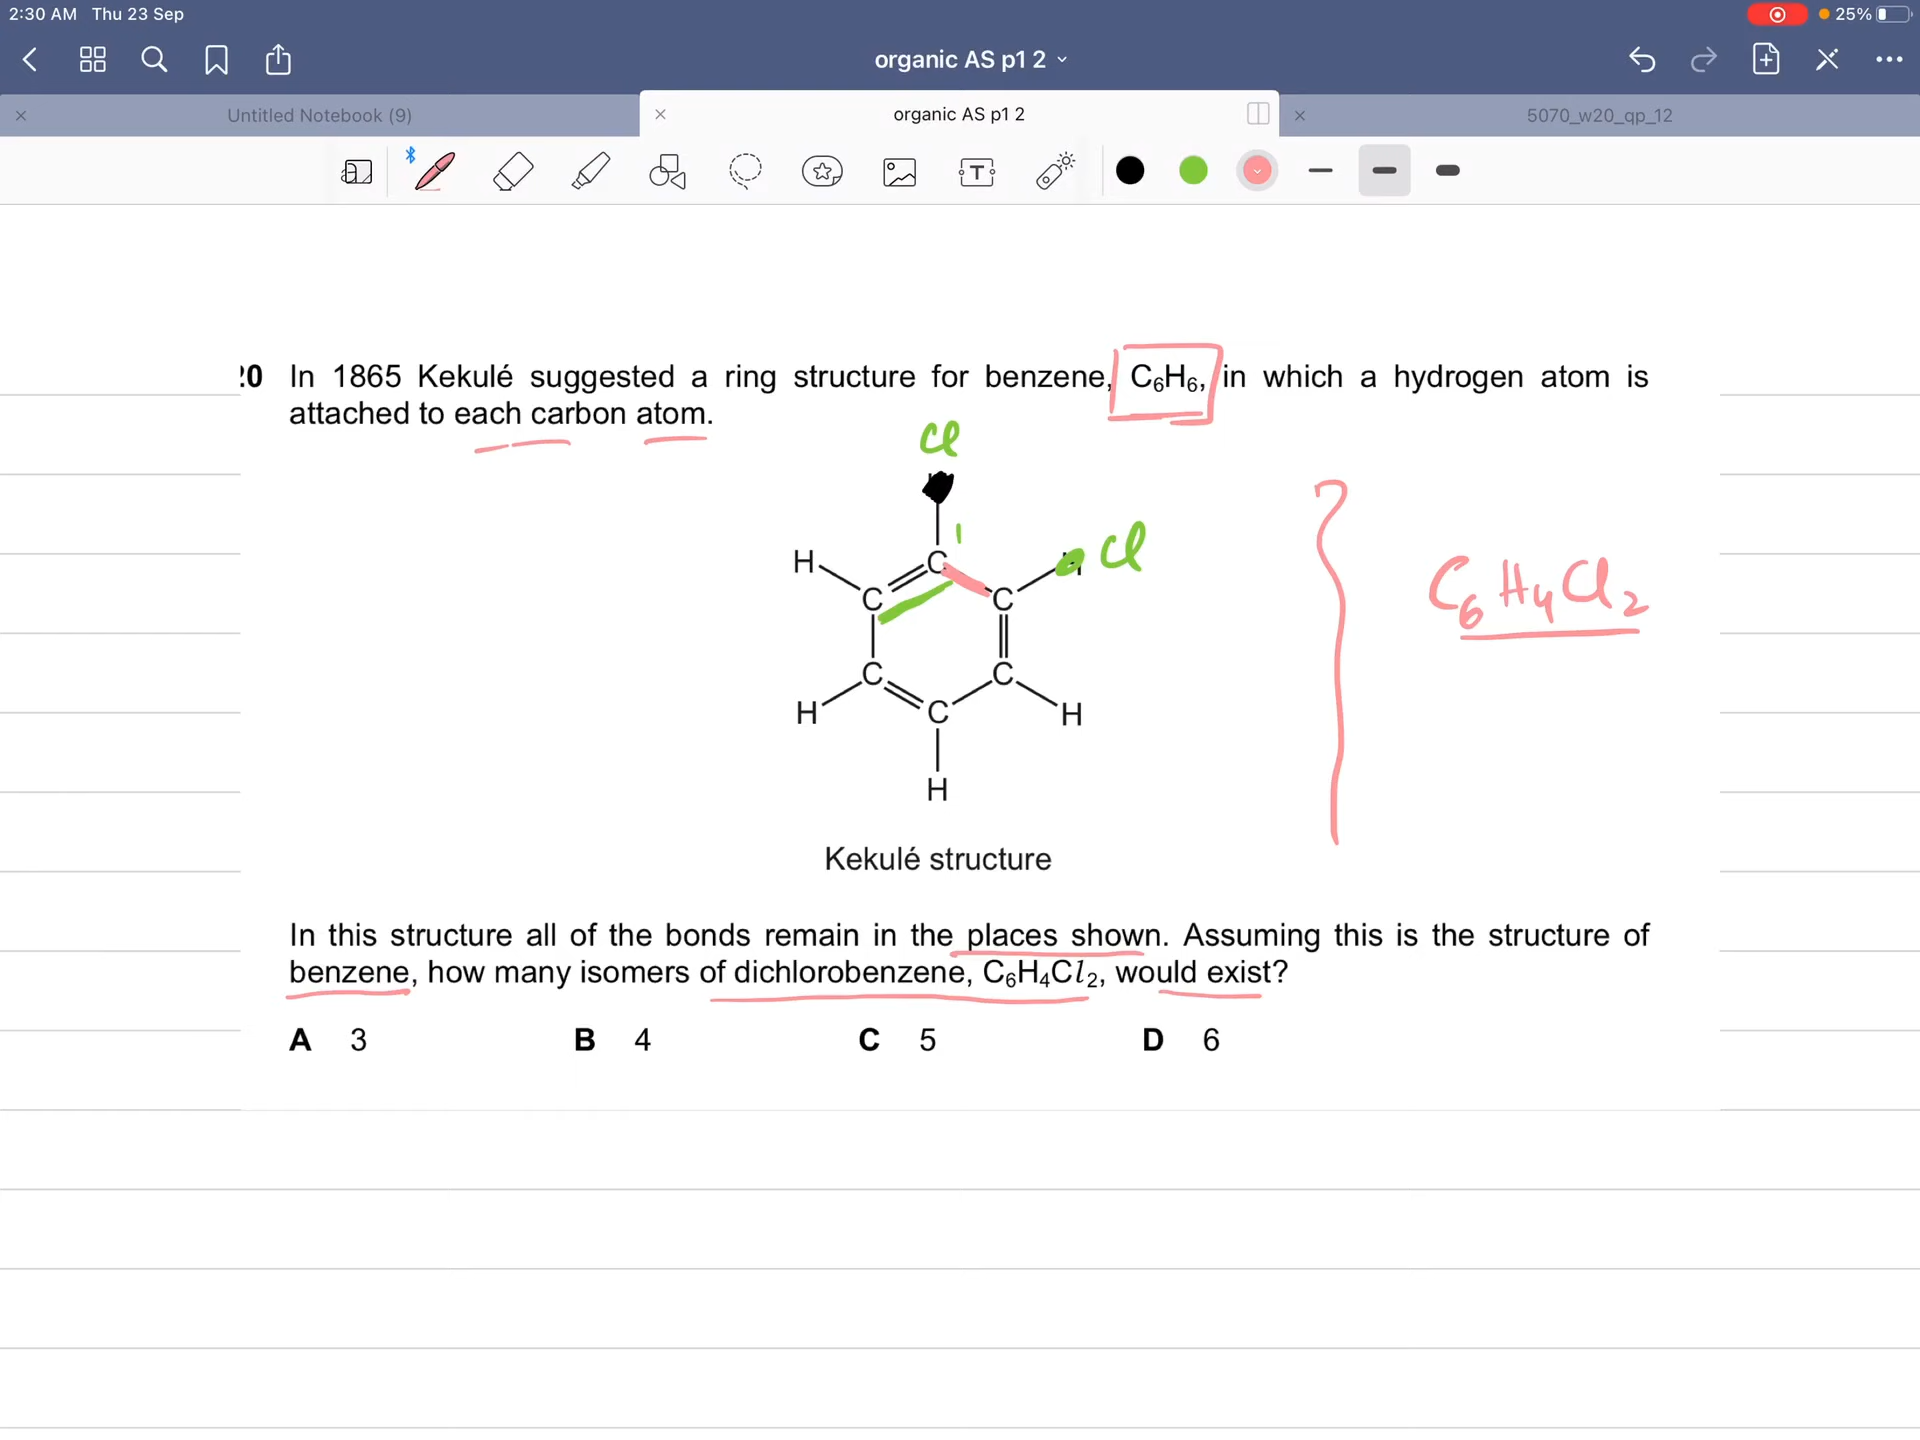 2:30 AM Thu 23 Sep
25%
organic AS p1 2
Untitled Notebook (9)
organic AS p1 2
5070_w20_qp_12
20 In 1865 Kekulé suggested a ring structure for benzene, C₆H₆, in which a hydrogen atom is
attached to each carbon atom.
Cl
1
H C H Cl
C C
C C
H C H
H
C₆H₄Cl₂
Kekulé structure
In this structure all of the bonds remain in the places shown. Assuming this is the structure of
benzene, how many isomers of dichlorobenzene, C₆H₄Cl₂, would exist?
A 3 B 4 C 5 D 6